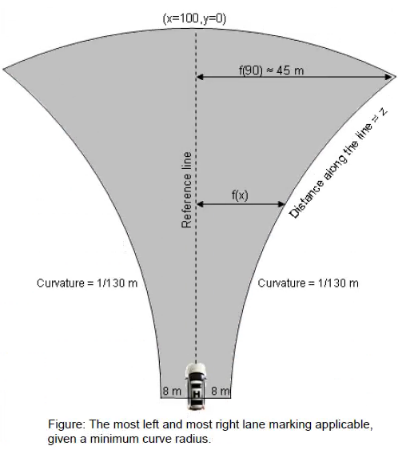 (x=100,y=0)
f(90) ≈ 45 m
Distance along the line = z
Reference line
f(x)
Curvature = 1/130 m
Curvature = 1/130 m
8 m
H
8 m
Figure: The most left and most right lane marking applicable,
given a minimum curve radius.